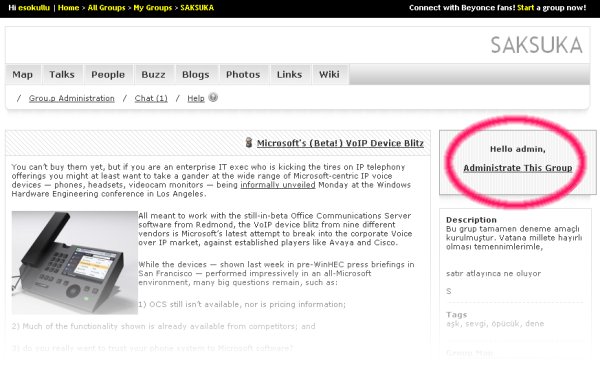 Hi esokullu | Home > All Groups > My Groups > SAKSUKA
Connect with Beyonce fans! Start a group now!
SAKSUKA
Map Talks People Buzz Blogs Photos Links Wiki
/ Grou.p Administration / Chat (1) / Help
Microsoft's (Beta!) VoIP Device Blitz
You can't buy them yet, but if you are an enterprise IT exec who is kicking the tires on IP telephony
offerings you might at least want to take a gander at the wide range of Microsoft-centric IP voice
devices — phones, headsets, videocam monitors — being informally unveiled Monday at the Windows
Hardware Engineering conference in Los Angeles.
All meant to work with the still-in-beta Office Communications Server
software from Redmond, the VoIP device blitz from nine different
vendors is Microsoft's latest attempt to break into the corporate Voice
over IP market, against established players like Avaya and Cisco.
While the devices — shown last week in pre-WinHEC press briefings in
San Francisco — performed impressively in an all-Microsoft
environment, many big questions remain, such as:
1) OCS still isn't available, nor is pricing information;
2) Much of the functionality shown is already available from competitors; and
3) do you really want to trust your phone system to Microsoft software?
Hello admin,
Administrate This Group
Description
Bu grup tamamen deneme amaçlı
kurulmuştur. Vatana millete hayırlı
olması temennimlerimle,
satır atlayınca ne oluyor
S
Tags
aşk, sevgi, öpücük, dene
Group Map